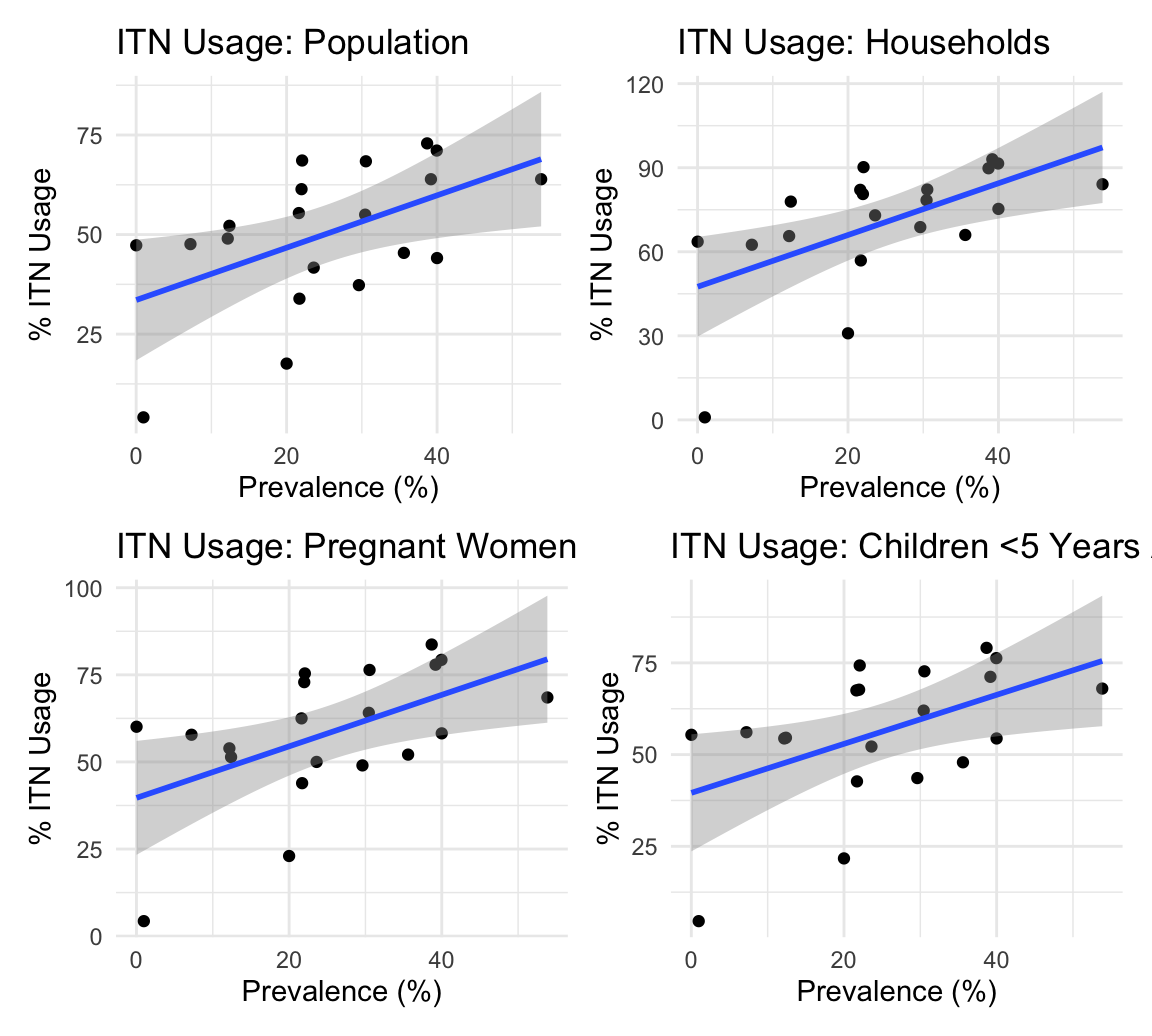 ITN Usage: Population
% ITN Usage
75
50
25
0
20
40
Prevalence (%)
ITN Usage: Households
% ITN Usage
120
90
60
30
0
0
20
40
Prevalence (%)
ITN Usage: Pregnant Women
% ITN Usage
100
75
50
25
0
0
20
40
Prevalence (%)
ITN Usage: Children <5 Years
% ITN Usage
75
50
25
0
20
40
Prevalence (%)